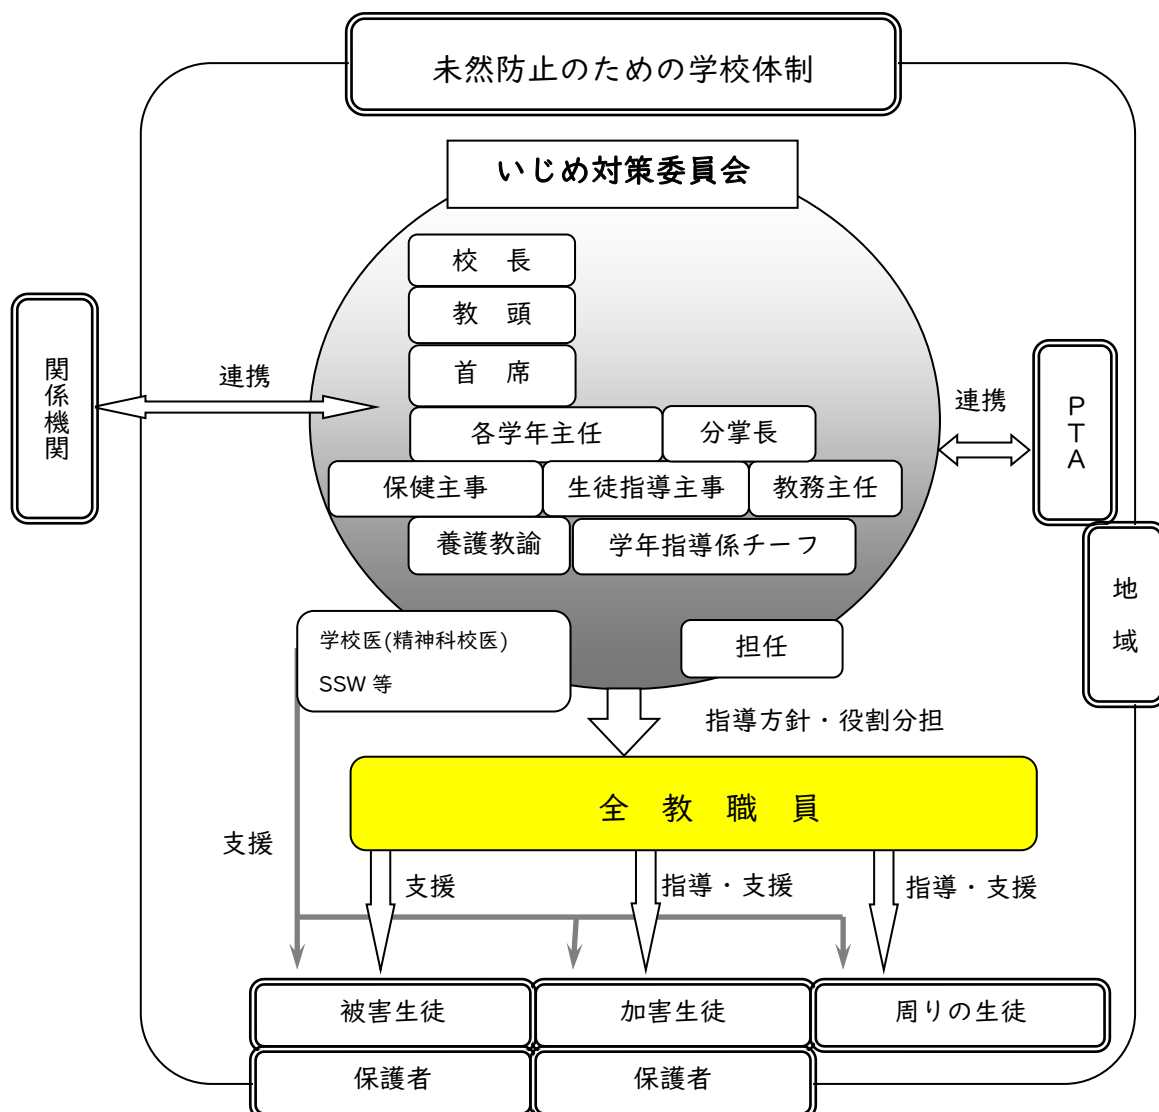 未然防止のための学校体制
いじめ対策委員会
校　長
教　頭
首　席
各学年主任
分掌長
保健主事
生徒指導主事
教務主任
養護教諭
学年指導係チーフ
学校医(精神科校医)
SSW 等
担任
関係機関
連携
連携
PTA
地域
指導方針・役割分担
全　教　職　員
支援
支援
指導・支援
指導・支援
被害生徒
加害生徒
周りの生徒
保護者
保護者